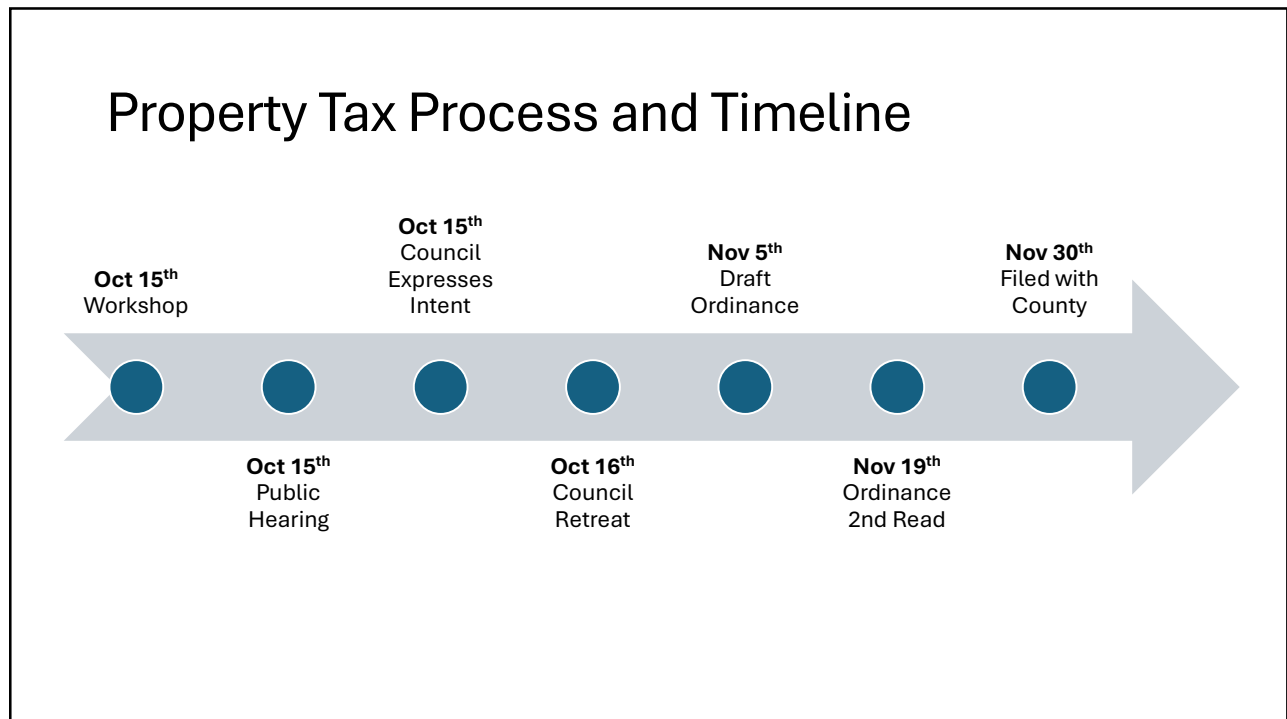 Property Tax Process and Timeline
Oct 15th
Workshop
Oct 15th
Public
Hearing
Oct 15th
Council
Expresses
Intent
Oct 16th
Council
Retreat
Nov 5th
Draft
Ordinance
Nov 19th
Ordinance
2nd Read
Nov 30th
Filed with
County